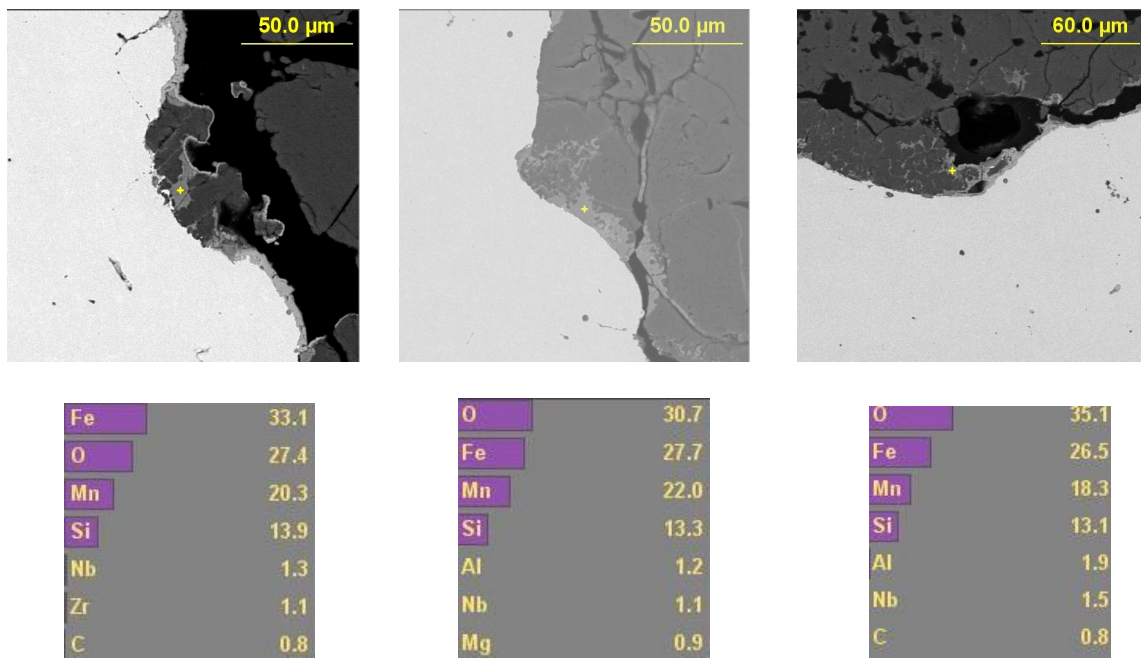 50.0 µm
50.0 µm
60.0 µm
Fe 33.1
O 27.4
Mn 20.3
Si 13.9
Nb 1.3
Zr 1.1
C 0.8
O 30.7
Fe 27.7
Mn 22.0
Si 13.3
Al 1.2
Nb 1.1
Mg 0.9
O 35.1
Fe 26.5
Mn 18.3
Si 13.1
Al 1.9
Nb 1.5
C 0.8